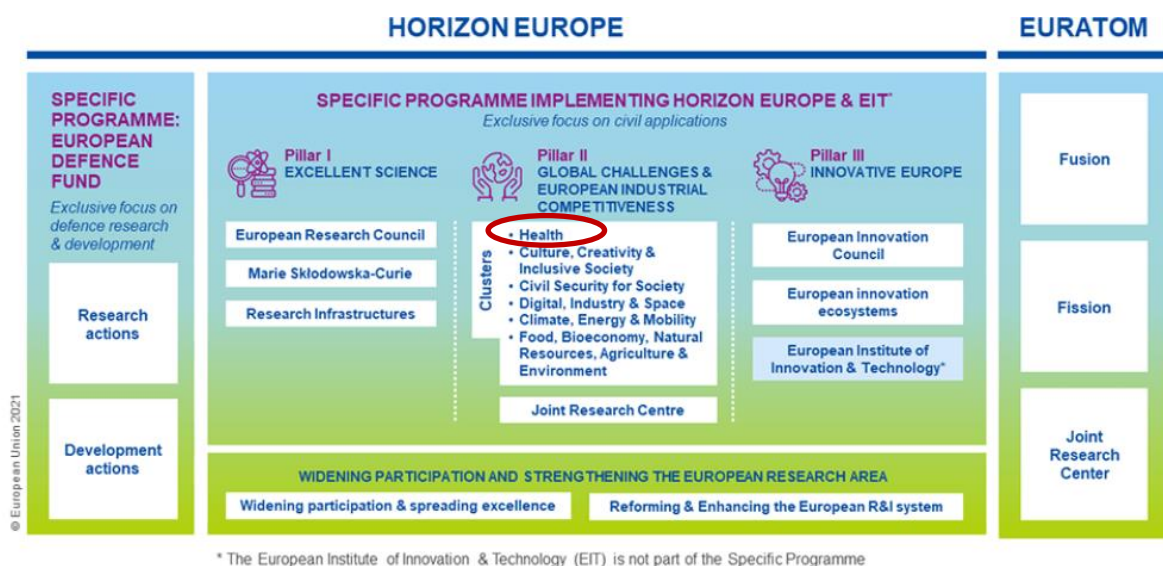 HORIZON EUROPE
EURATOM
SPECIFIC
PROGRAMME:
EUROPEAN
DEFENCE
FUND
Exclusive focus on
defence research
& development
Research
actions
Development
actions
SPECIFIC PROGRAMME IMPLEMENTING HORIZON EUROPE & EIT*
Exclusive focus on civil applications
Pillar I
EXCELLENT SCIENCE
European Research Council
Marie Skłodowska-Curie
Research Infrastructures
Pillar II
GLOBAL CHALLENGES &
EUROPEAN INDUSTRIAL
COMPETITIVENESS
Clusters
• Health
• Culture, Creativity &
Inclusive Society
• Civil Security for Society
• Digital, Industry & Space
• Climate, Energy & Mobility
• Food, Bioeconomy, Natural
Resources, Agriculture &
Environment
Joint Research Centre
Pillar III
INNOVATIVE EUROPE
European Innovation
Council
European innovation
ecosystems
European Institute of
Innovation & Technology*
WIDENING PARTICIPATION AND STRENGTHENING THE EUROPEAN RESEARCH AREA
Widening participation & spreading excellence
Reforming & Enhancing the European R&I system
Fusion
Fission
Joint
Research
Center
© European Union 2021
* The European Institute of Innovation & Technology (EIT) is not part of the Specific Programme